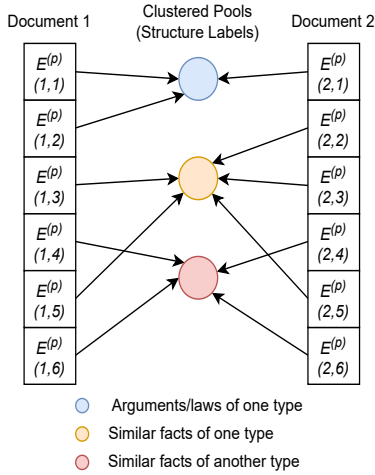 Document 1
Clustered Pools
(Structure Labels)
Document 2
E(p)
(1,1)
E(p)
(1,2)
E(p)
(1,3)
E(p)
(1,4)
E(p)
(1,5)
E(p)
(1,6)
E(p)
(2,1)
E(p)
(2,2)
E(p)
(2,3)
E(p)
(2,4)
E(p)
(2,5)
E(p)
(2,6)
Arguments/laws of one type
Similar facts of one type
Similar facts of another type